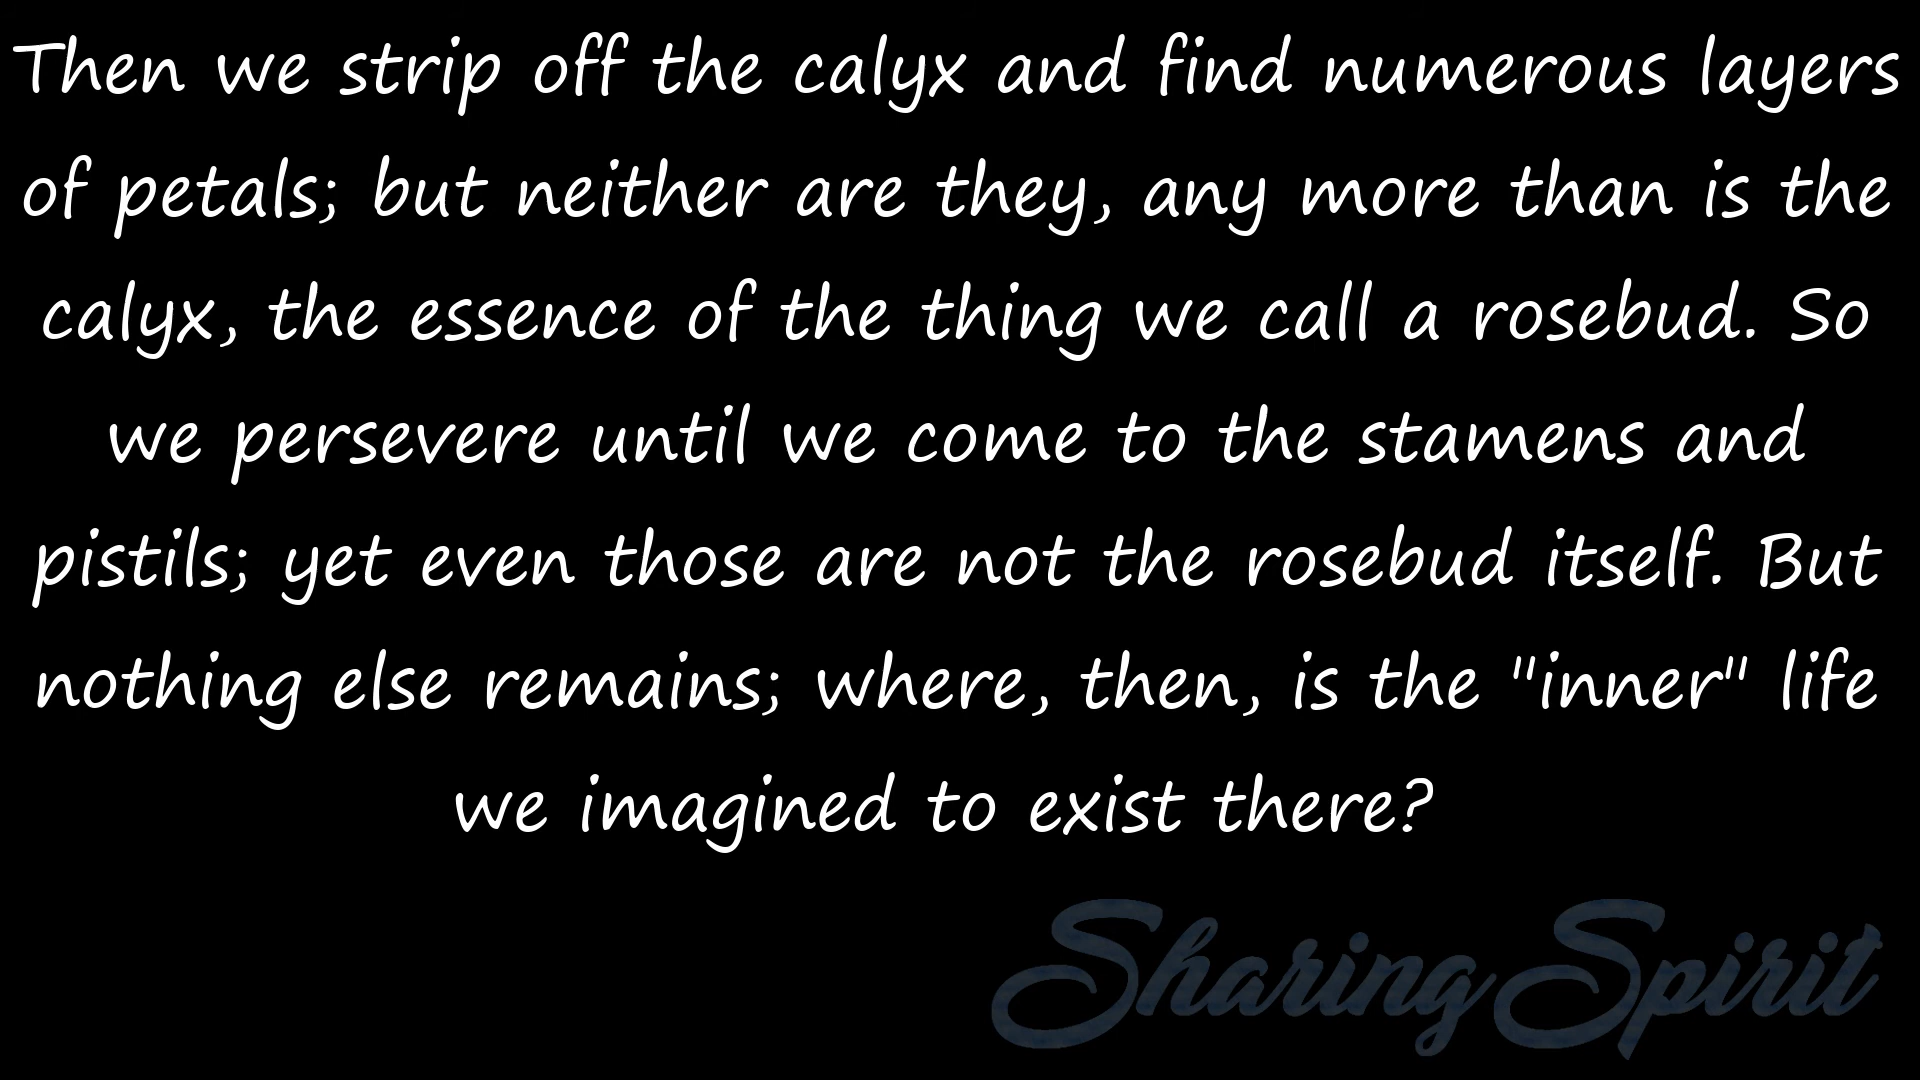 Then we strip off the calyx and find numerous layers
of petals; but neither are they, any more than is the
calyx, the essence of the thing we call a rosebud. So
we persevere until we come to the stamens and
pistils; yet even those are not the rosebud itself. But
nothing else remains; where, then, is the "inner" life
we imagined to exist there?
Sharing Spirit